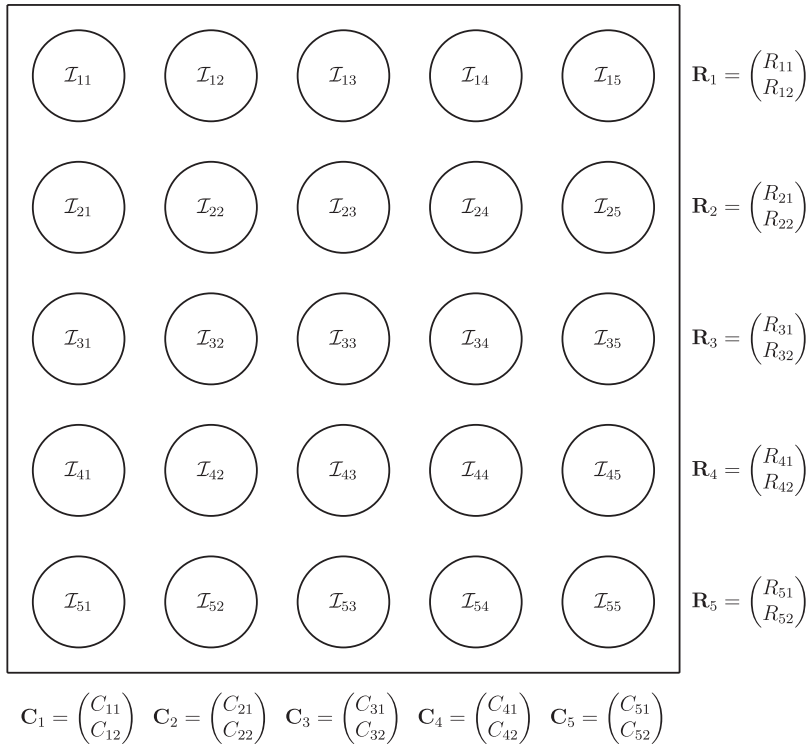 ℐ₁₁ ℐ₁₂ ℐ₁₃ ℐ₁₄ ℐ₁₅ R₁ = (R₁₁ R₁₂)
ℐ₂₁ ℐ₂₂ ℐ₂₃ ℐ₂₄ ℐ₂₅ R₂ = (R₂₁ R₂₂)
ℐ₃₁ ℐ₃₂ ℐ₃₃ ℐ₃₄ ℐ₃₅ R₃ = (R₃₁ R₃₂)
ℐ₄₁ ℐ₄₂ ℐ₄₃ ℐ₄₄ ℐ₄₅ R₄ = (R₄₁ R₄₂)
ℐ₅₁ ℐ₅₂ ℐ₅₃ ℐ₅₄ ℐ₅₅ R₅ = (R₅₁ R₅₂)
C₁ = (C₁₁ C₁₂) C₂ = (C₂₁ C₂₂) C₃ = (C₃₁ C₃₂) C₄ = (C₄₁ C₄₂) C₅ = (C₅₁ C₅₂)